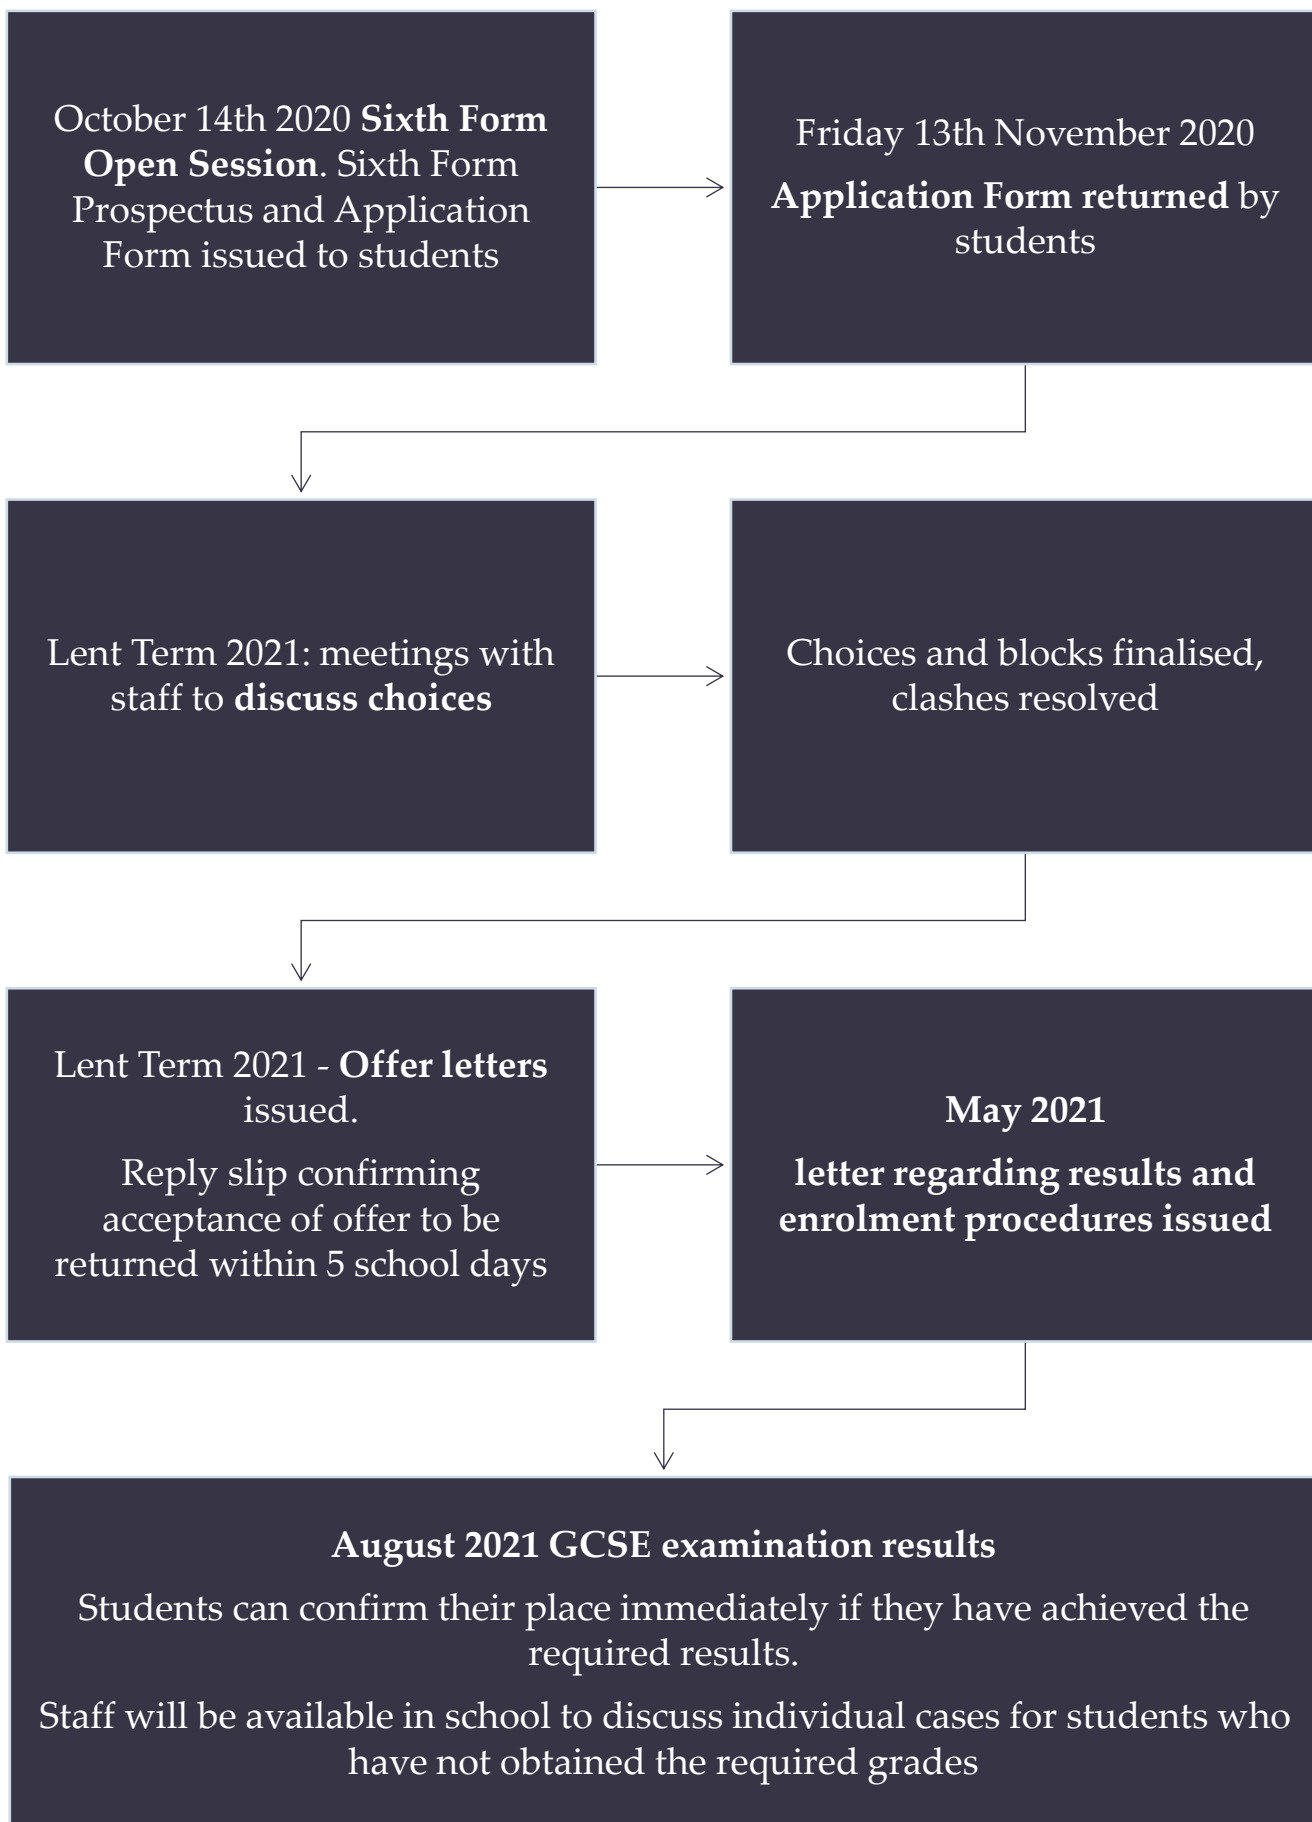 October 14th 2020 Sixth Form
Open Session. Sixth Form
Prospectus and Application
Form issued to students
Friday 13th November 2020
Application Form returned by
students
Lent Term 2021: meetings with
staff to discuss choices
Choices and blocks finalised,
clashes resolved
Lent Term 2021 - Offer letters
issued.
Reply slip confirming
acceptance of offer to be
returned within 5 school days
May 2021
letter regarding results and
enrolment procedures issued
August 2021 GCSE examination results
Students can confirm their place immediately if they have achieved the
required results.
Staff will be available in school to discuss individual cases for students who
have not obtained the required grades